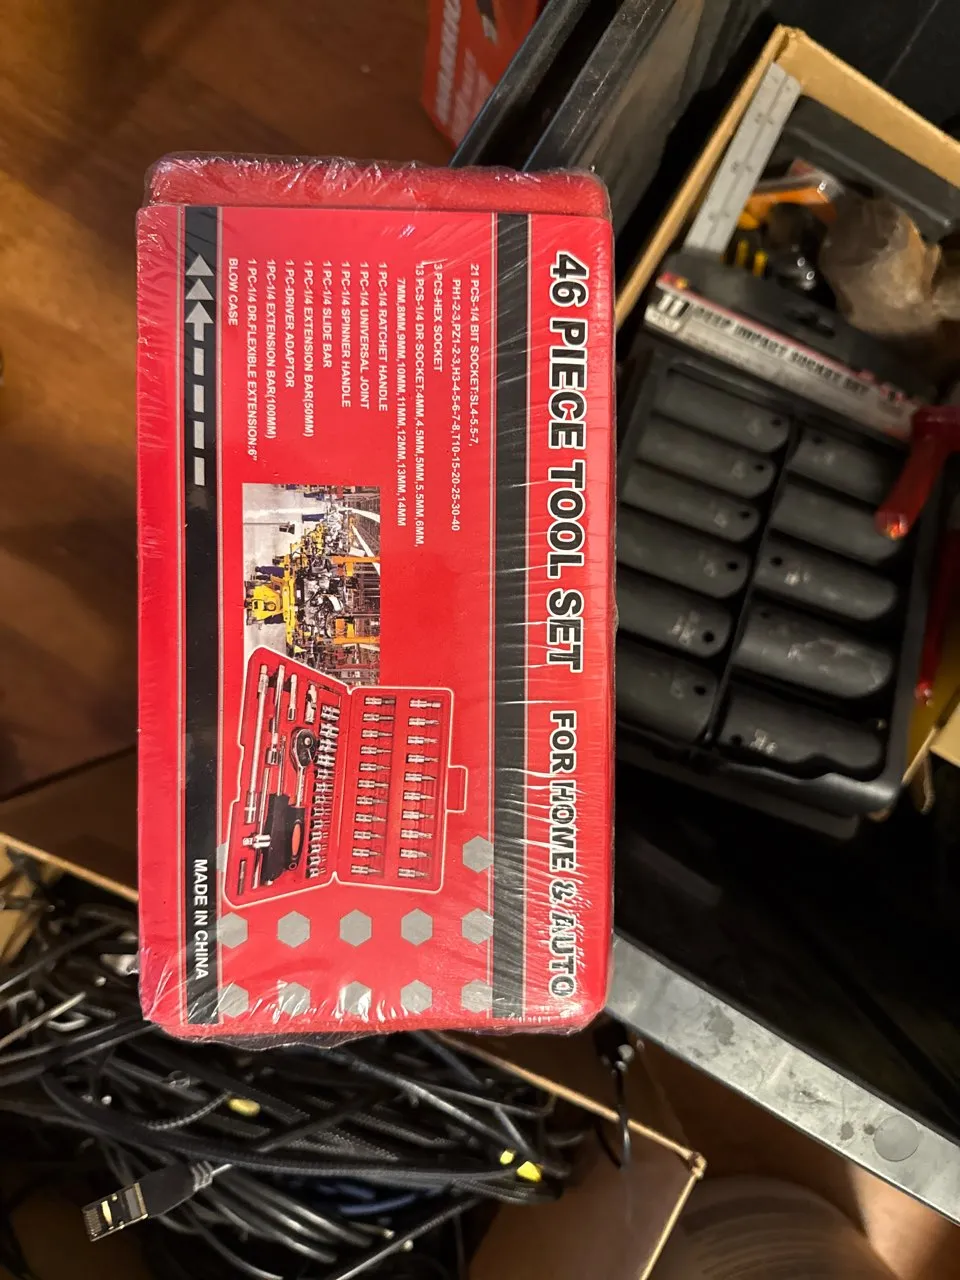 46 PIECE TOOL SET FOR HOME & AUTO
21 PCS-1/4 BIT SOCKET:SL4-5.5-7,
PH1-2-3,PZ1-2-3,H3-4-5-6-7-8,T10-15-20-25-30-40
3 PCS-HEX SOCKET
13 PCS-1/4 DR SOCKET:4MM,4.5MM,5MM,5.5MM,6MM,
7MM,8MM,9MM,10MM,11MM,12MM,13MM,14MM
1 PC-1/4 RATCHET HANDLE
1 PC-1/4 UNIVERSAL JOINT
1 PC-1/4 SPINNER HANDLE
1 PC-1/4 SLIDE BAR
1 PC-1/4 EXTENSION BAR(50MM)
1 PC-DRIVER ADAPTOR
1PC-1/4 EXTENSION BAR(100MM)
1 PC-1/4 DR.FLEXIBLE EXTENSION:6"
BLOW CASE
MADE IN CHINA
11 DEEP IMPACT SOCKET SET